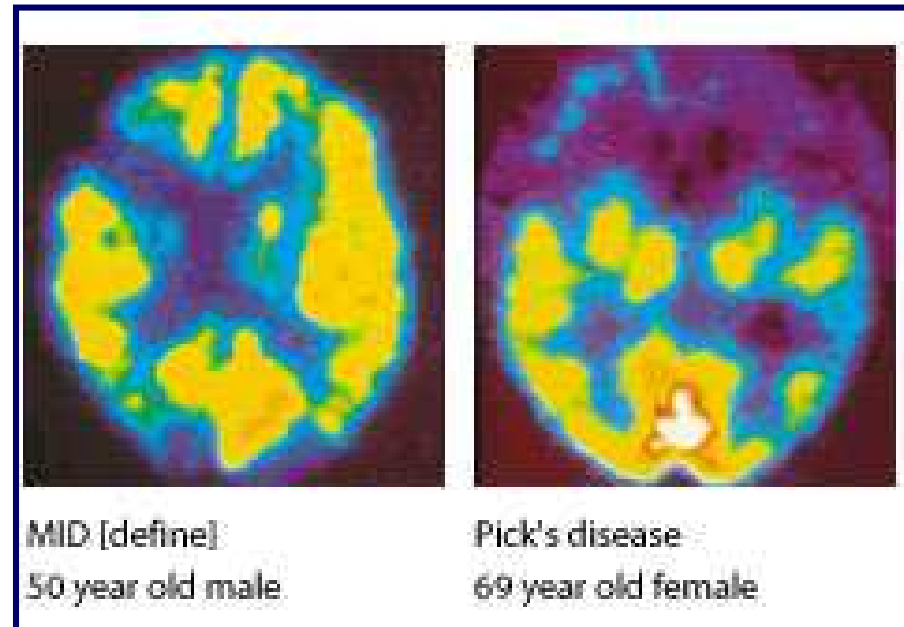 MID [define]
50 year old male
Pick's disease
69 year old female